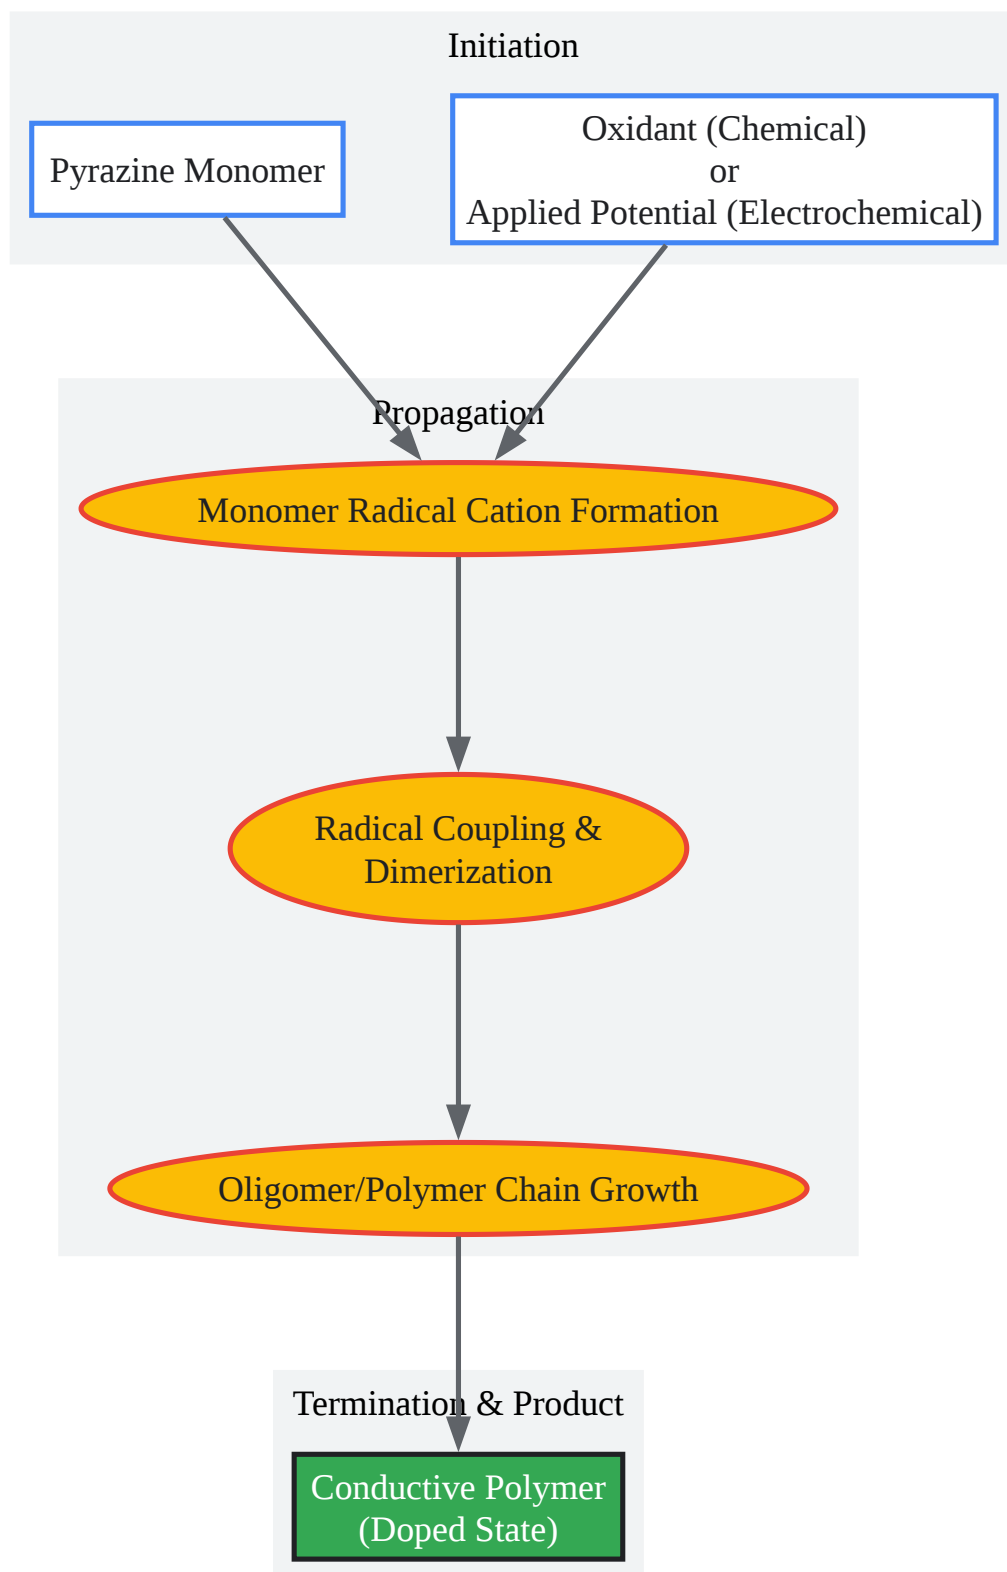 Initiation
Pyrazine Monomer
Oxidant (Chemical)
or
Applied Potential (Electrochemical)
Propagation
Monomer Radical Cation Formation
Radical Coupling &
Dimerization
Oligomer/Polymer Chain Growth
Termination & Product
Conductive Polymer
(Doped State)